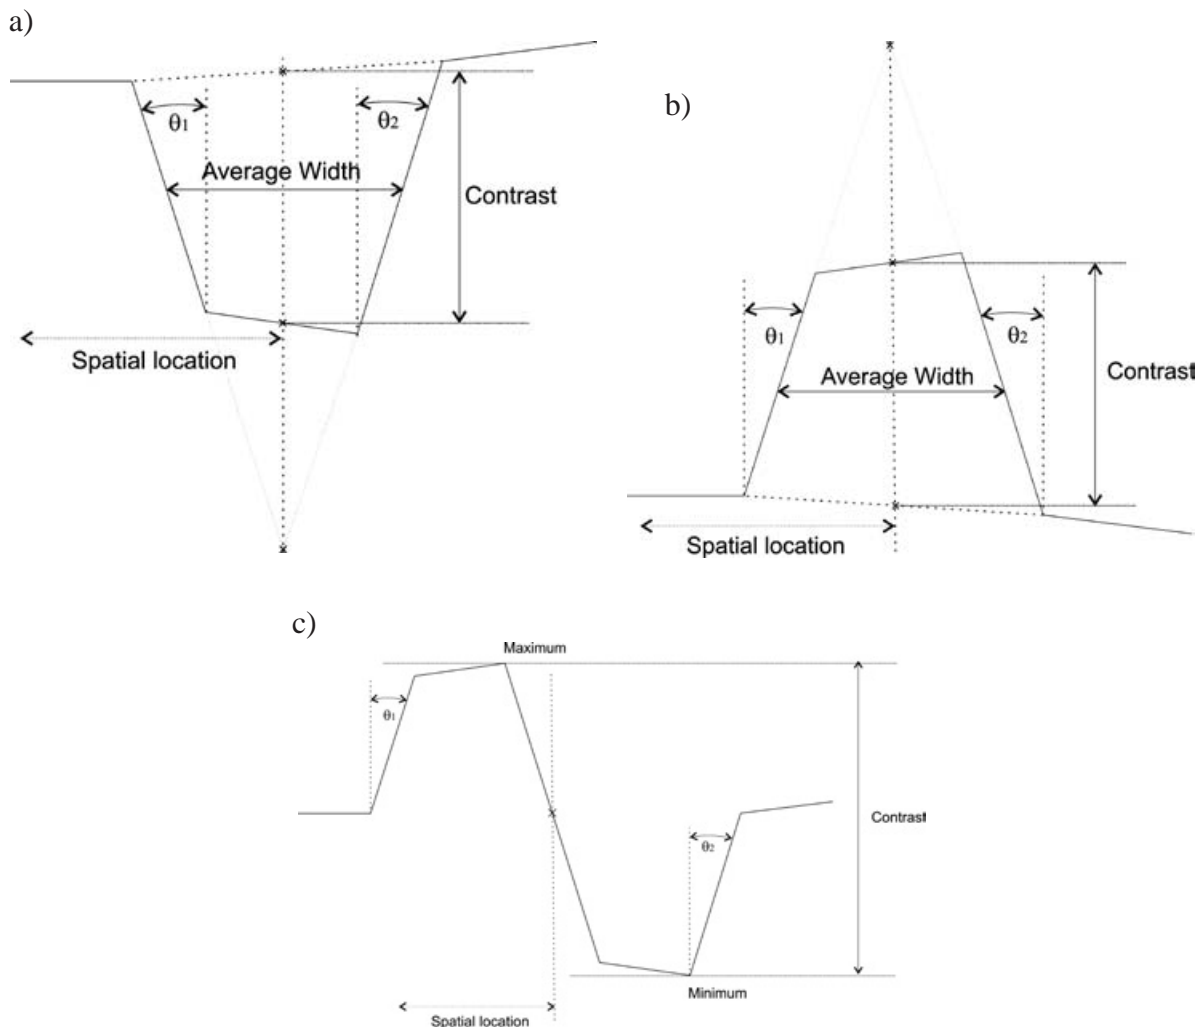 a)
θ1
θ2
Average Width
Contrast
Spatial location
b)
θ1
θ2
Average Width
Contrast
Spatial location
c)
Maximum
θ1
Contrast
θ2
Minimum
Spatial location